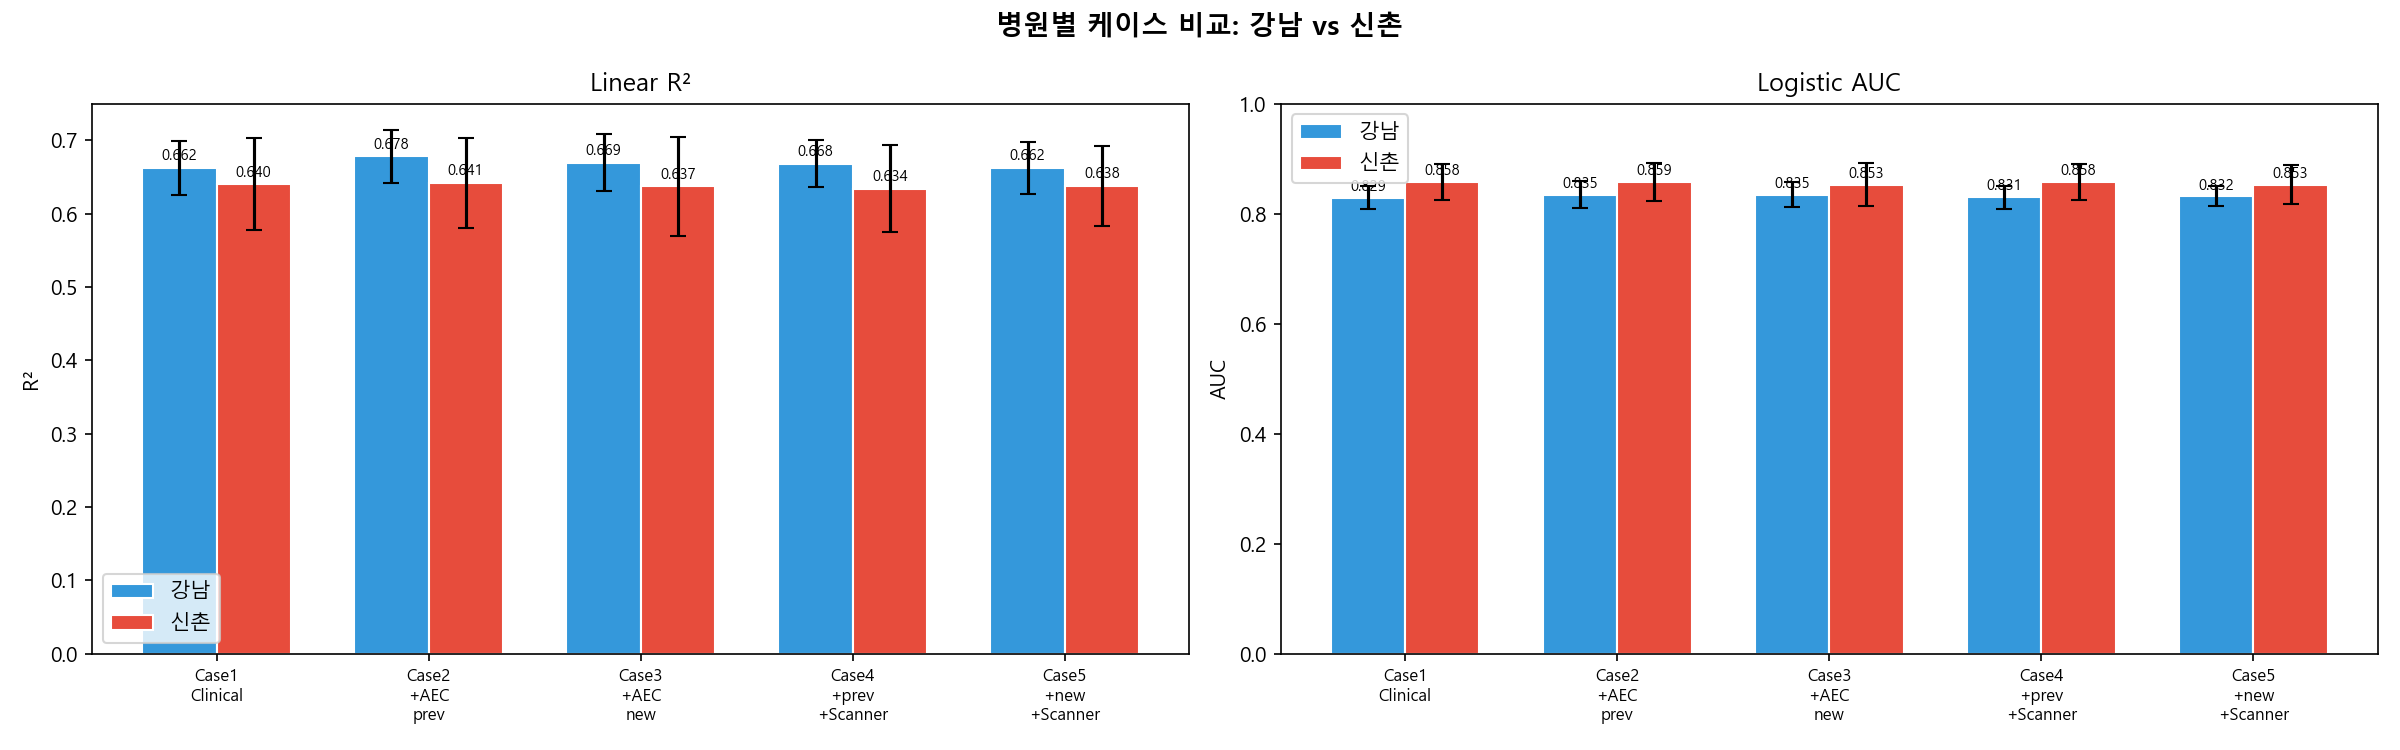 병원별 케이스 비교: 강남 vs 신촌
Linear R²
R²
0.7
0.6
0.5
0.4
0.3
0.2
0.1
0.0
0.662
0.640
0.678
0.641
0.669
0.637
0.668
0.634
0.662
0.638
강남
신촌
Case1
Clinical
Case2
+AEC
prev
Case3
+AEC
new
Case4
+prev
+Scanner
Case5
+new
+Scanner
Logistic AUC
AUC
1.0
0.8
0.6
0.4
0.2
0.0
강남
신촌
0.829
0.858
0.835
0.859
0.835
0.853
0.831
0.858
0.832
0.853
Case1
Clinical
Case2
+AEC
prev
Case3
+AEC
new
Case4
+prev
+Scanner
Case5
+new
+Scanner